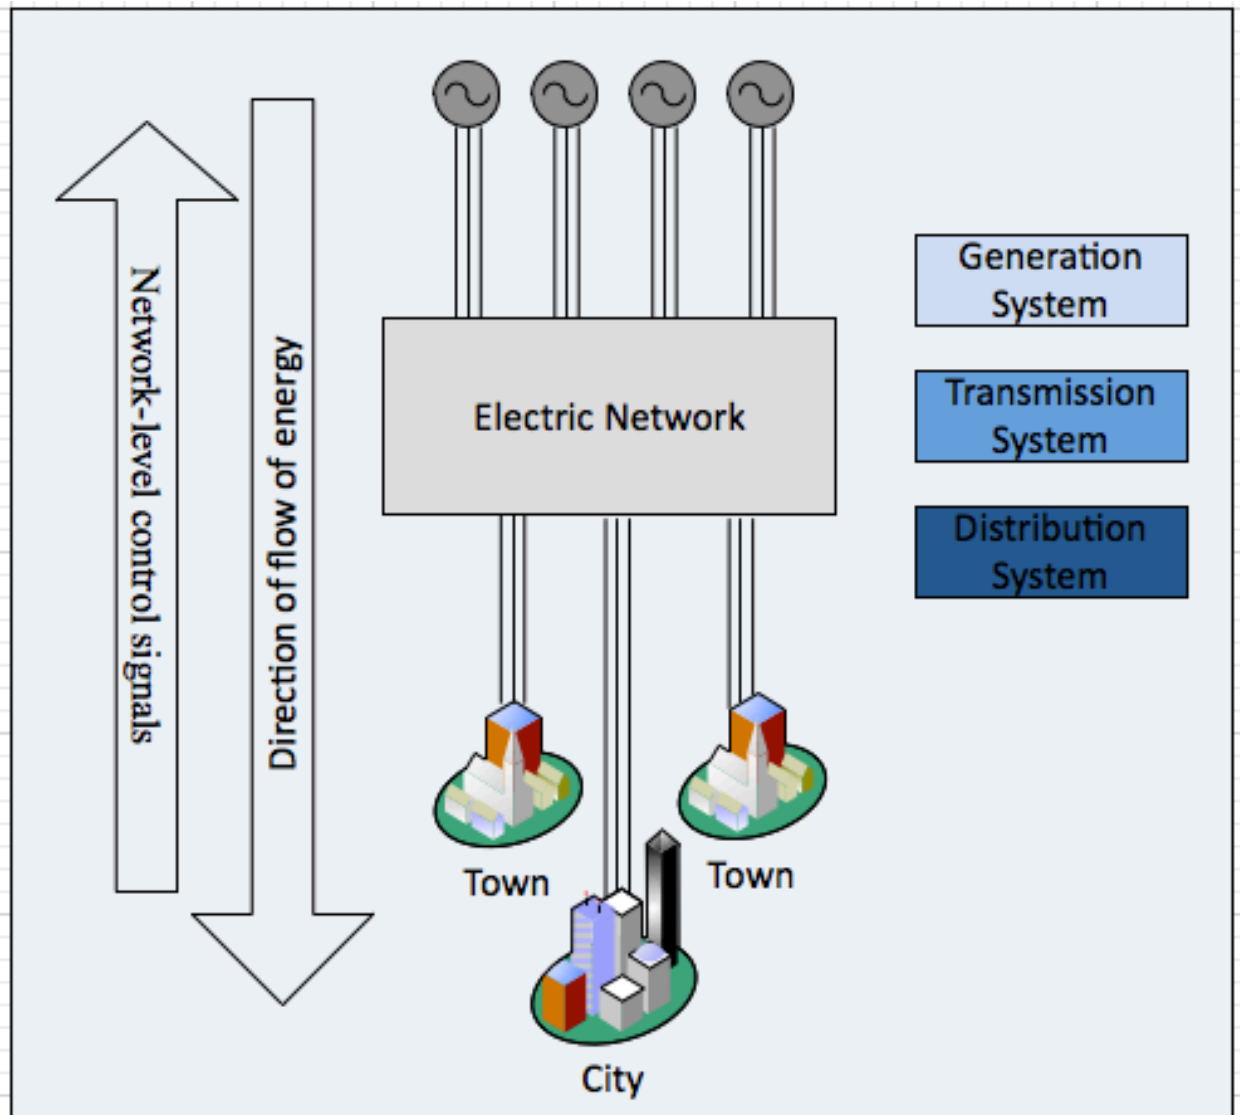 Network-level control signals
Direction of flow of energy
Electric Network
Generation
System
Transmission
System
Distribution
System
Town
Town
City